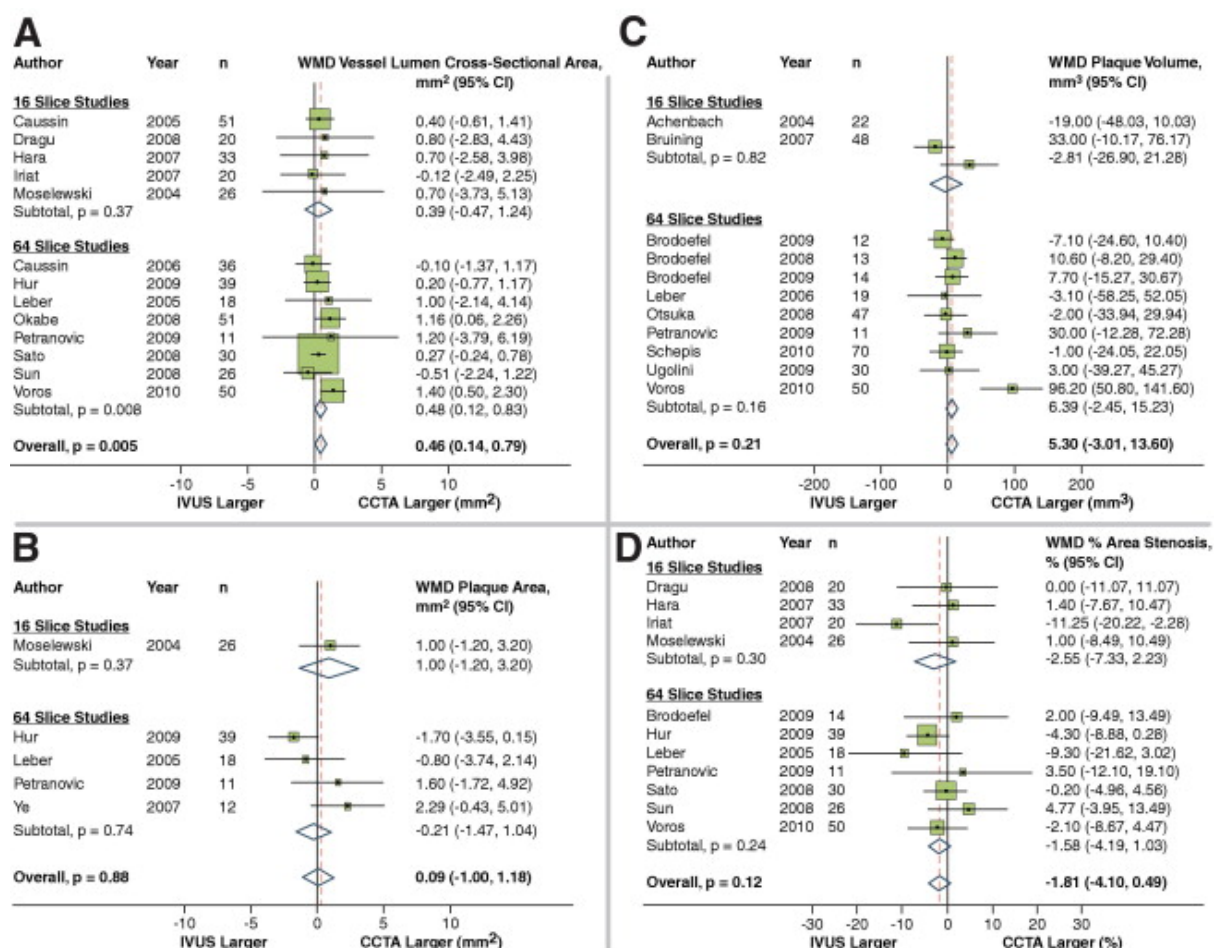 A
Author Year n WMD Vessel Lumen Cross-Sectional Area,
mm2 (95% CI)
16 Slice Studies
Caussin 2005 51 0.40 (-0.61, 1.41)
Dragu 2008 20 0.80 (-2.83, 4.43)
Hara 2007 33 0.70 (-2.58, 3.98)
Iriat 2007 20 -0.12 (-2.49, 2.25)
Moselewski 2004 26 0.70 (-3.73, 5.13)
Subtotal, p = 0.37 0.39 (-0.47, 1.24)
64 Slice Studies
Caussin 2006 36 -0.10 (-1.37, 1.17)
Hur 2009 39 0.20 (-0.77, 1.17)
Leber 2005 18 1.00 (-2.14, 4.14)
Okabe 2008 51 1.16 (0.06, 2.26)
Petranovic 2009 11 1.20 (-3.79, 6.19)
Sato 2008 30 0.27 (-0.24, 0.78)
Sun 2008 26 -0.51 (-2.24, 1.22)
Voros 2010 50 1.40 (0.50, 2.30)
Subtotal, p = 0.008 0.48 (0.12, 0.83)
Overall, p = 0.005 0.46 (0.14, 0.79)
-10 -5 0 5 10
IVUS Larger CCTA Larger (mm2)
B
Author Year n WMD Plaque Area,
mm2 (95% CI)
16 Slice Studies
Moselewski 2004 26 1.00 (-1.20, 3.20)
Subtotal, p = 0.37 1.00 (-1.20, 3.20)
64 Slice Studies
Hur 2009 39 -1.70 (-3.55, 0.15)
Leber 2005 18 -0.80 (-3.74, 2.14)
Petranovic 2009 11 1.60 (-1.72, 4.92)
Ye 2007 12 2.29 (-0.43, 5.01)
Subtotal, p = 0.74 -0.21 (-1.47, 1.04)
Overall, p = 0.88 0.09 (-1.00, 1.18)
-10 -5 0 5 10
IVUS Larger CCTA Larger (mm2)
C
Author Year n WMD Plaque Volume,
mm3 (95% CI)
16 Slice Studies
Achenbach 2004 22 -19.00 (-48.03, 10.03)
Bruining 2007 48 33.00 (-10.17, 76.17)
Subtotal, p = 0.82 -2.81 (-26.90, 21.28)
64 Slice Studies
Brodoefel 2009 12 -7.10 (-24.60, 10.40)
Brodoefel 2008 13 10.60 (-8.20, 29.40)
Brodoefel 2009 14 7.70 (-15.27, 30.67)
Leber 2006 19 -3.10 (-58.25, 52.05)
Otsuka 2008 47 -2.00 (-33.94, 29.94)
Petranovic 2009 11 30.00 (-12.28, 72.28)
Schepis 2010 70 -1.00 (-24.05, 22.05)
Ugolini 2009 30 3.00 (-39.27, 45.27)
Voros 2010 50 96.20 (50.80, 141.60)
Subtotal, p = 0.16 6.39 (-2.45, 15.23)
Overall, p = 0.21 5.30 (-3.01, 13.60)
-200 -100 0 100 200
IVUS Larger CCTA Larger (mm3)
D
Author Year n WMD % Area Stenosis,
% (95% CI)
16 Slice Studies
Dragu 2008 20 0.00 (-11.07, 11.07)
Hara 2007 33 1.40 (-7.67, 10.47)
Iriat 2007 20 -11.25 (-20.22, -2.28)
Moselewski 2004 26 1.00 (-8.49, 10.49)
Subtotal, p = 0.30 -2.55 (-7.33, 2.23)
64 Slice Studies
Brodoefel 2009 14 2.00 (-9.49, 13.49)
Hur 2009 39 -4.30 (-8.88, 0.28)
Leber 2005 18 -9.30 (-21.62, 3.02)
Petranovic 2009 11 3.50 (-12.10, 19.10)
Sato 2008 30 -0.20 (-4.96, 4.56)
Sun 2008 26 4.77 (-3.95, 13.49)
Voros 2010 50 -2.10 (-8.67, 4.47)
Subtotal, p = 0.24 -1.58 (-4.19, 1.03)
Overall, p = 0.12 -1.81 (-4.10, 0.49)
-30 -20 -10 0 10 20 30
IVUS Larger CCTA Larger (%)